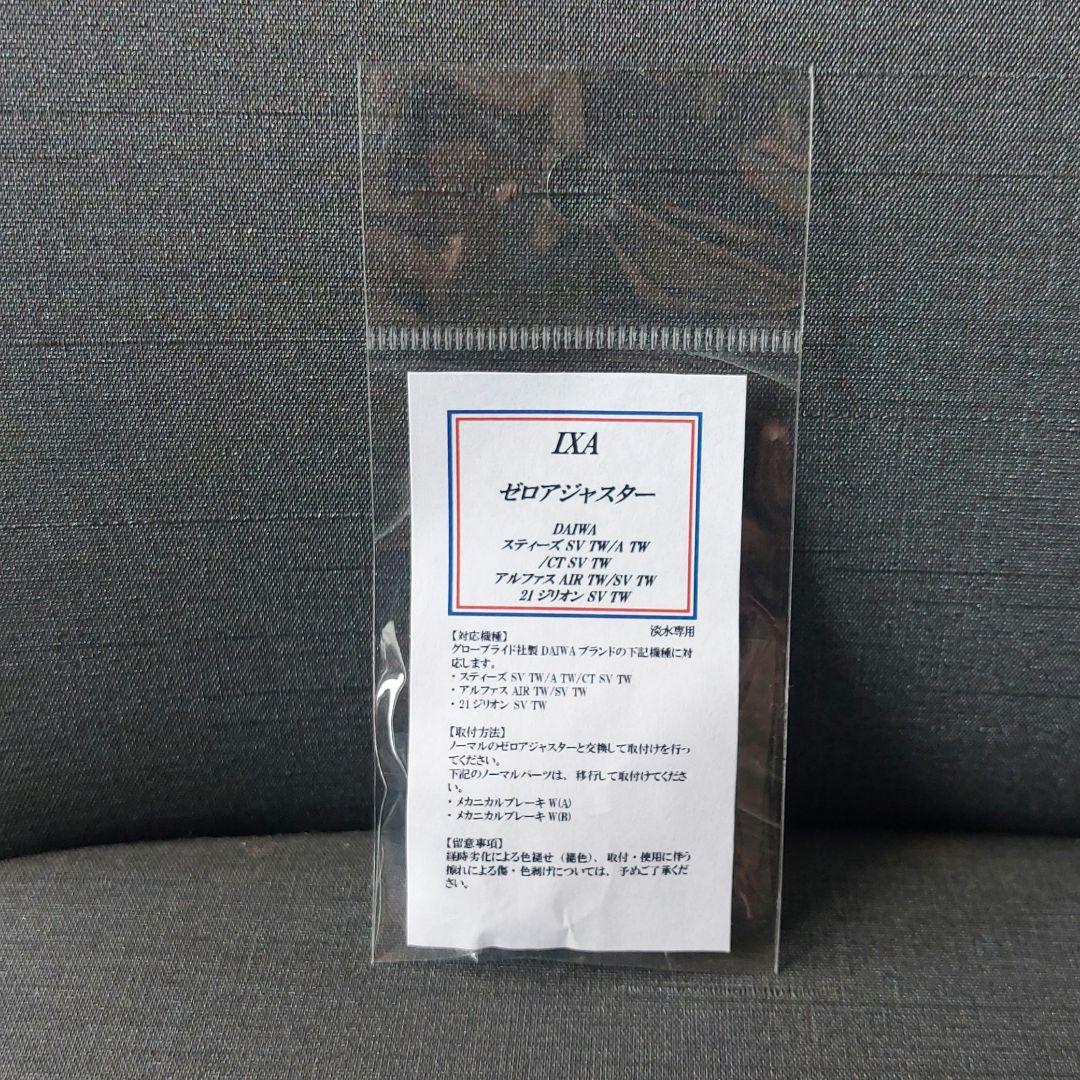 IXA
ゼロアジャスター
DAIWA
スティーズ SV TW/A TW
/CT SV TW
アルファス AIR TW/SV TW
21 ジリオン SV TW
淡水専用
【対応機種】
グローブライド社製 DAIWA ブランドの下記機種に対
応します。
・スティーズ SV TW/A TW/CT SV TW
・アルファス AIR TW/SV TW
・21 ジリオン SV TW
【取付方法】
ノーマルのゼロアジャスターと交換して取付けを行っ
てください。
下記のノーマルパーツは、移行して取付けてくださ
い。
・メカニカルブレーキ W(A)
・メカニカルブレーキ W(B)
【留意事項】
経時劣化による色褪せ（褪色）、取付・使用に伴う
擦れによる傷・色剥げについては、予めご了承くだ
さい。